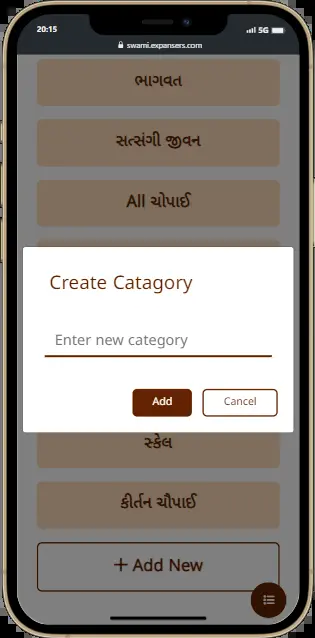 20:15
5G
swami.expansers.com
ભાગવત
સત્સંગી જીવન
All ચોપાઈ
Create Catagory
Enter new category
Add
Cancel
સ્કેલ
કીર્તન ચૌપાઈ
+ Add New